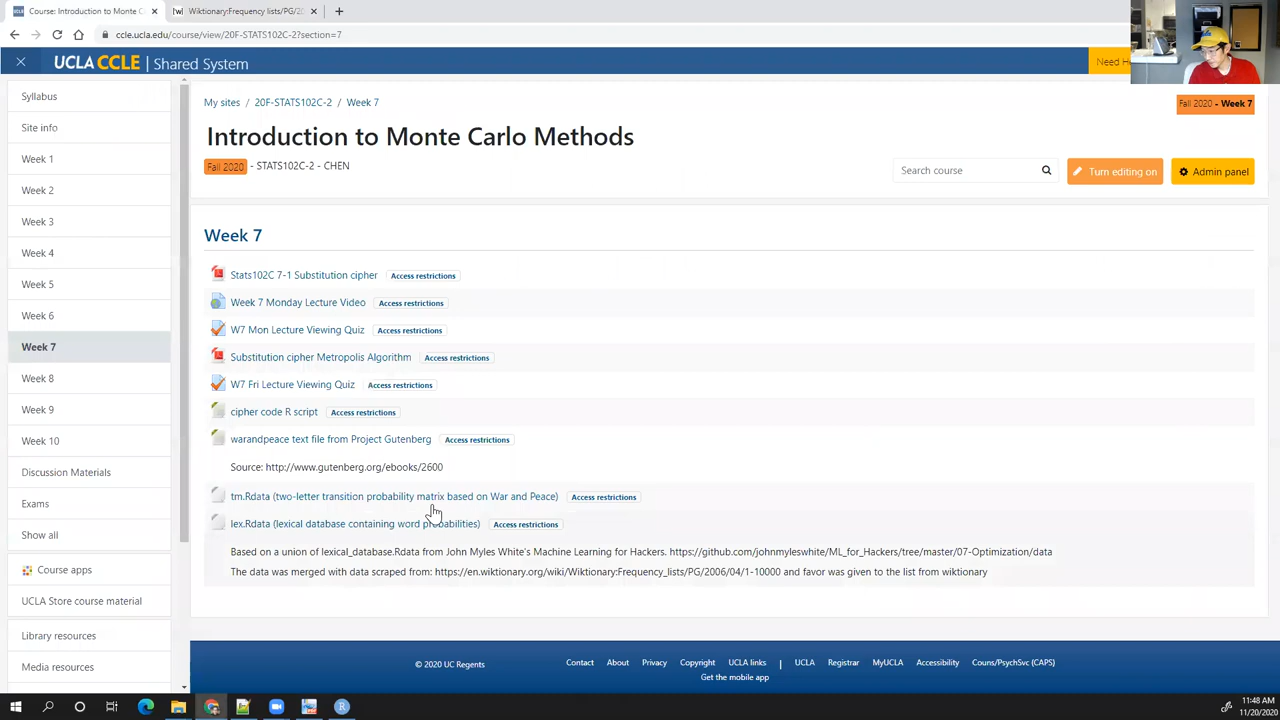 Course: Introduction to Monte C
Wiktionary:Frequency lists/PG/20
ccle.ucla.edu/course/view/20F-STATS102C-2?section=7
UCLA CCLE | Shared System
Need He
Syllabus
Site info
Week 1
Week 2
Week 3
Week 4
Week 5
Week 6
Week 7
Week 8
Week 9
Week 10
Discussion Materials
Exams
Show all
Course apps
UCLA Store course material
Library resources
Media resources
My sites / 20F-STATS102C-2 / Week 7
Fall 2020 - Week 7
Introduction to Monte Carlo Methods
Fall 2020 - STATS102C-2 - CHEN
Search course
Turn editing on
Admin panel
Week 7
Stats102C 7-1 Substitution cipher Access restrictions
Week 7 Monday Lecture Video Access restrictions
W7 Mon Lecture Viewing Quiz Access restrictions
Substitution cipher Metropolis Algorithm Access restrictions
W7 Fri Lecture Viewing Quiz Access restrictions
cipher code R script Access restrictions
warandpeace text file from Project Gutenberg Access restrictions
Source: http://www.gutenberg.org/ebooks/2600
tm.Rdata (two-letter transition probability matrix based on War and Peace) Access restrictions
lex.Rdata (lexical database containing word probabilities) Access restrictions
Based on a union of lexical_database.Rdata from John Myles White's Machine Learning for Hackers. https://github.com/johnmyleswhite/ML_for_Hackers/tree/master/07-Optimization/data
The data was merged with data scraped from: https://en.wiktionary.org/wiki/Wiktionary:Frequency_lists/PG/2006/04/1-10000 and favor was given to the list from wiktionary
© 2020 UC Regents
Contact About Privacy Copyright UCLA links | UCLA Registrar MyUCLA Accessibility Couns/PsychSvc (CAPS)
Get the mobile app
11:48 AM
11/20/2020